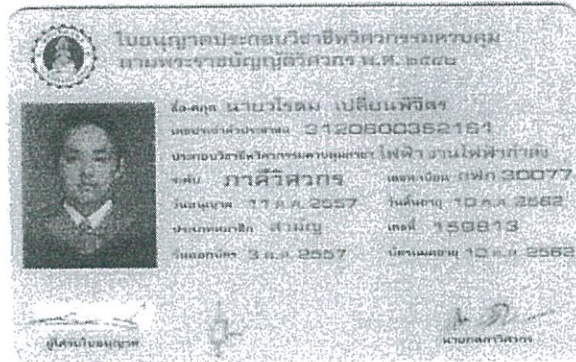 ใบอนุญาตประกอบวิชาชีพวิศวกรรมควบคุม
ตามพระราชบัญญัติวิศวกร พ.ศ. ๒๕๔๒
ชื่อ-สกุล นายวโรดม เปลี่ยนพิจิตร
เลขประจำตัวประชาชน 3120600362161
ประกอบวิชาชีพวิศวกรรมควบคุมสาขา ไฟฟ้า งานไฟฟ้ากำลัง
ระดับ ภาคีวิศวกร เลขทะเบียน ภฟก 30077
วันอนุญาต 11 ต.ค. 2557 วันสิ้นอายุ 10 ต.ค. 2562
ประเภทสมาชิก สามัญ เลขที่ 159813
วันออกบัตร 3 ต.ค. 2557 บัตรหมดอายุ 10 ต.ค. 2562
ผู้ได้รับใบอนุญาต นายกสภาวิศวกร